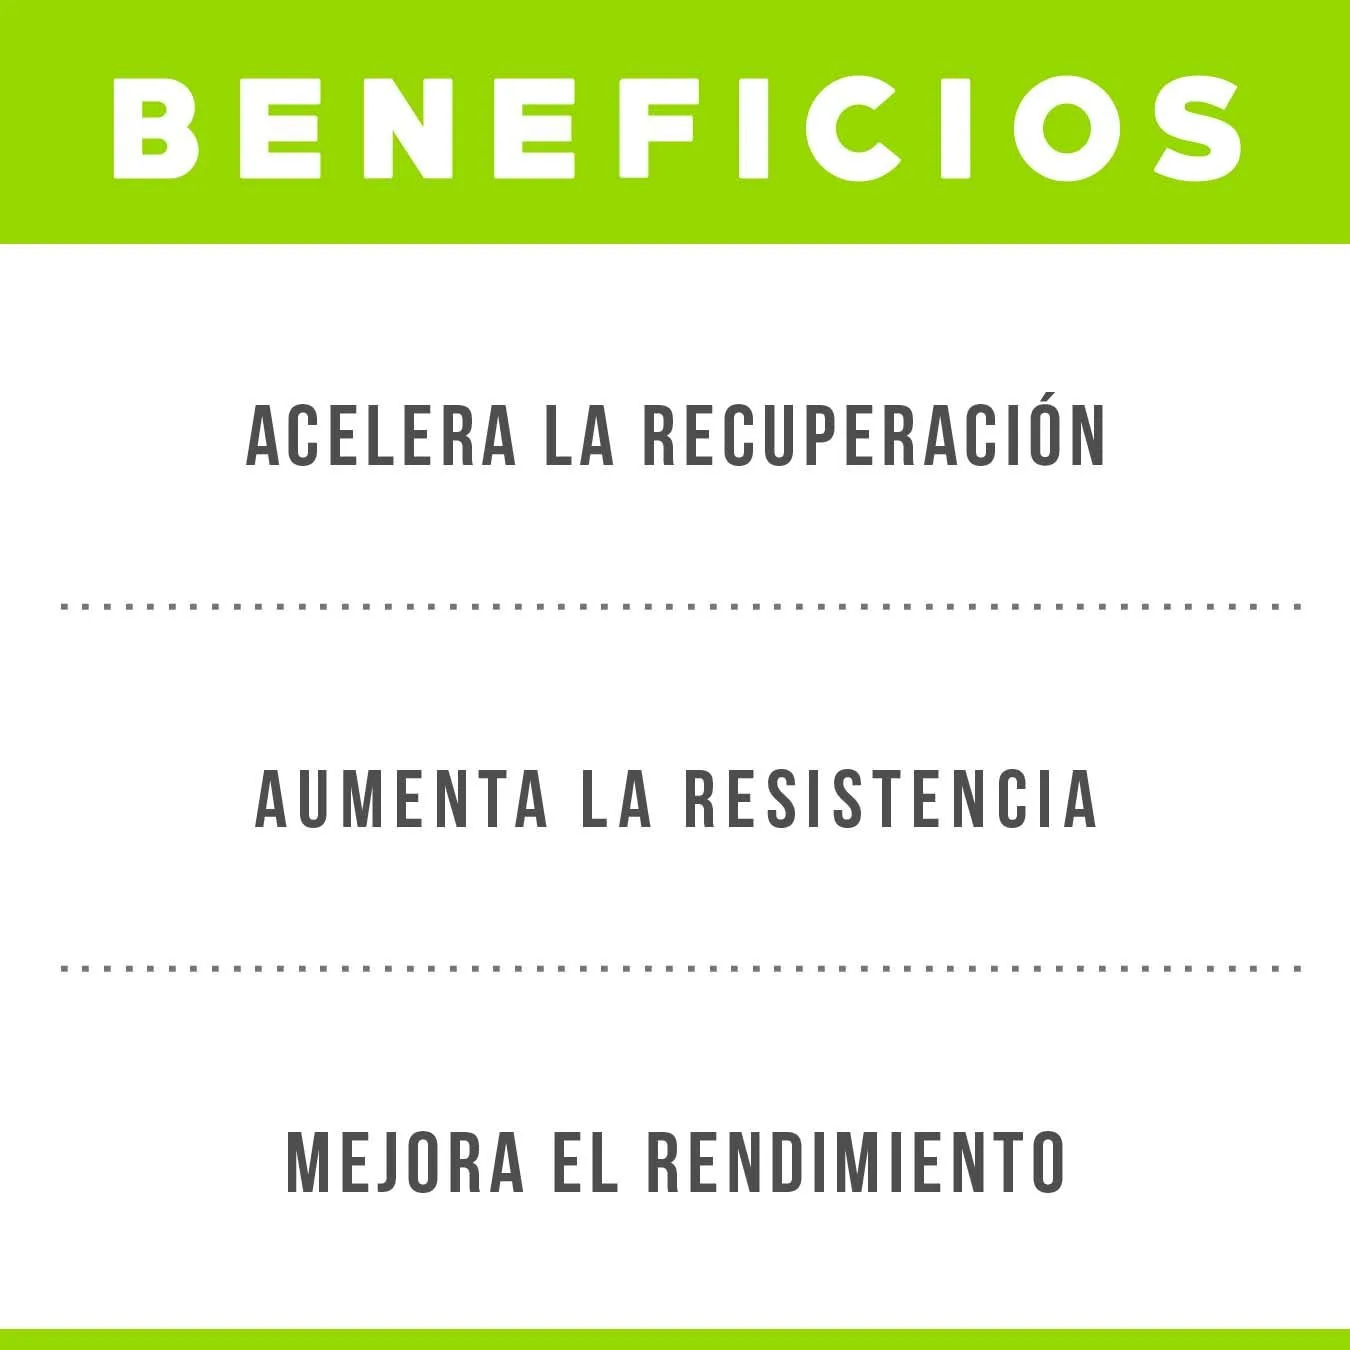 BENEFICIOS
ACELERA LA RECUPERACIÓN
AUMENTA LA RESISTENCIA
MEJORA EL RENDIMIENTO